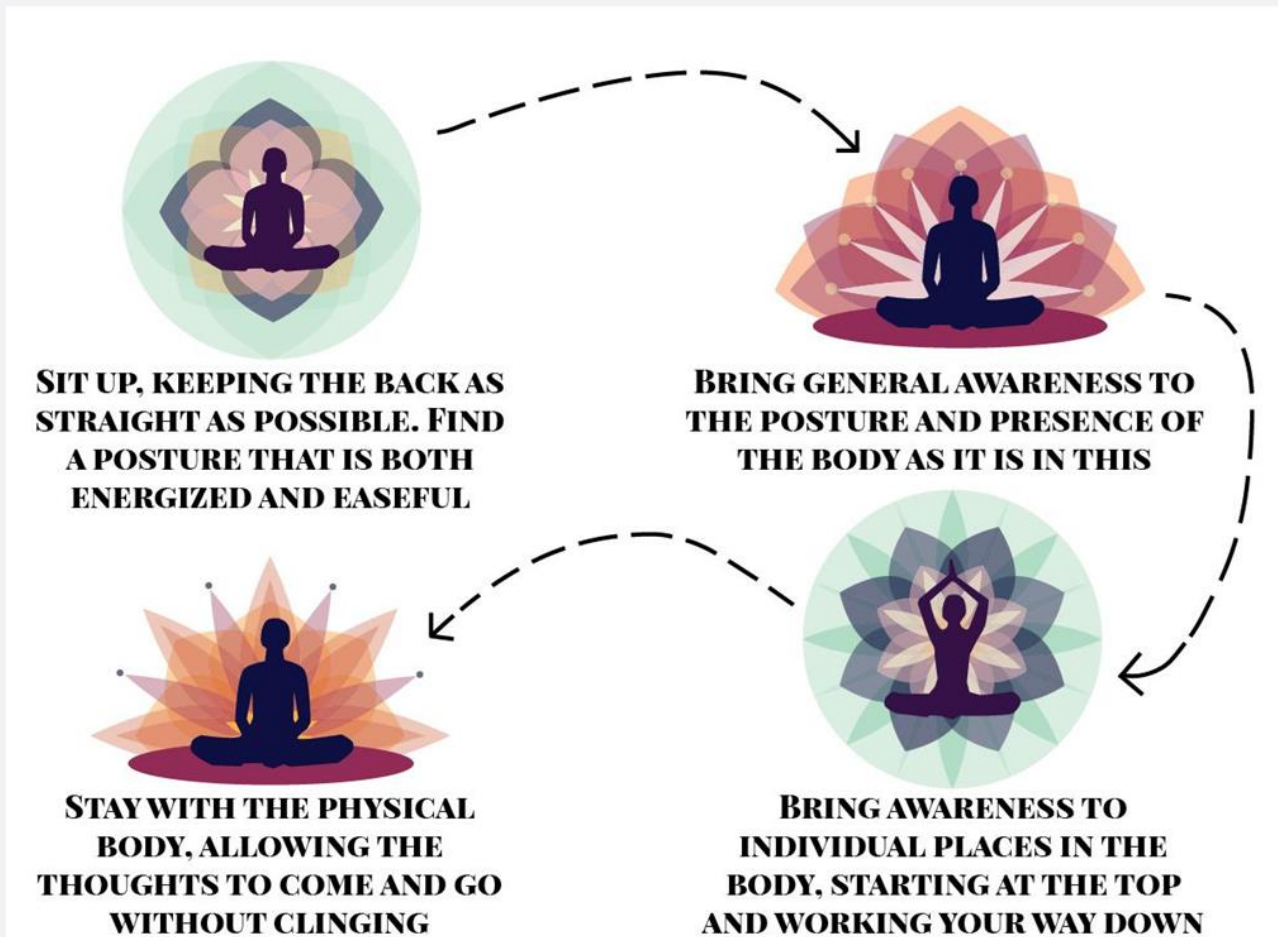 SIT UP, KEEPING THE BACK AS
STRAIGHT AS POSSIBLE. FIND
A POSTURE THAT IS BOTH
ENERGIZED AND EASEFUL
BRING GENERAL AWARENESS TO
THE POSTURE AND PRESENCE OF
THE BODY AS IT IS IN THIS
BRING AWARENESS TO
INDIVIDUAL PLACES IN THE
BODY, STARTING AT THE TOP
AND WORKING YOUR WAY DOWN
STAY WITH THE PHYSICAL
BODY, ALLOWING THE
THOUGHTS TO COME AND GO
WITHOUT CLINGING